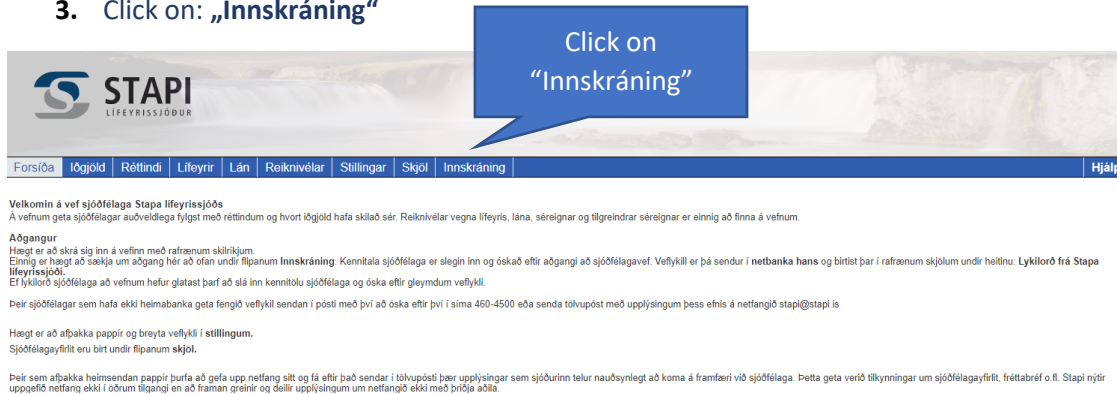 3. Click on: „Innskráning“
Click on
“Innskráning”
STAPI
LÍFEYRISSJÓÐUR
Forsíða Iðgjöld Réttindi Lífeyrir Lán Reiknivélar Stillingar Skjöl Innskráning Hjálp
Velkomin á vef sjóðfélaga Stapa lífeyrissjóðs
Á vefnum geta sjóðfélagar auðveldlega fylgst með réttindum og hvort iðgjöld hafa skilað sér. Reiknivélar vegna lífeyris, lána, séreignar og tilgreindrar séreignar er einnig að finna á vefnum.
Aðgangur
Hægt er að skrá sig inn á vefinn með rafrænum skilríkjum.
Einnig er hægt að sækja um aðgang hér að ofan undir flipanum Innskráning. Kennitala sjóðfélaga er slegin inn og óskað eftir aðgangi að sjóðfélagavef. Veflykill er þá sendur í netbanka hans og birtist þar í rafrænum skjölum undir heitinu: Lykilorð frá Stapa
lífeyrissjóði.
Ef lykilorð sjóðfélaga að vefnum hefur glatast þarf að slá inn kennitölu sjóðfélaga og óska eftir gleymdum veflykli.
Þeir sjóðfélagar sem hafa ekki heimabanka geta fengið veflykil sendan í pósti með því að óska eftir því í síma 460-4500 eða senda tölvupóst með upplýsingum þess efnis á netfangið stapi@stapi.is
Hægt er að afþakka pappír og breyta veflykli í stillingum.
Sjóðfélagayfirlit eru birt undir flipanum skjöl.
Þeir sem afþakka heimsendan pappír þurfa að gefa upp netfang sitt og fá eftir það sendar í tölvupósti þær upplýsingar sem sjóðurinn telur nauðsynlegt að koma á framfæri við sjóðfélaga. Þetta geta verið tilkynningar um sjóðfélagayfirlit, fréttabréf o.fl. Stapi nýtir
uppgefið netfang ekki í öðrum tilgangi en að framan greinir og deilir upplýsingum um netfangið ekki með þriðja aðila.